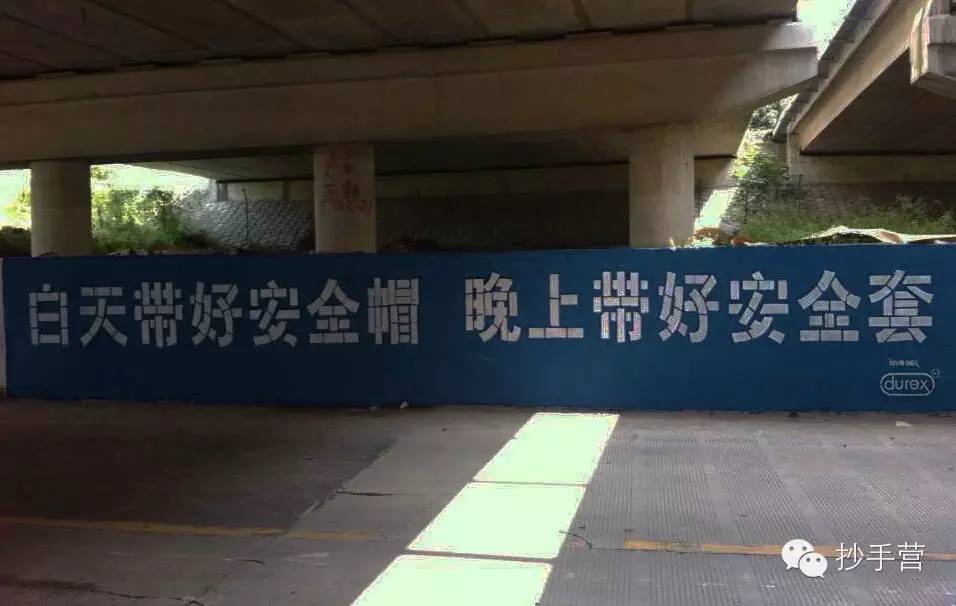 白天带好安全帽 晚上带好安全套
love sex
durex
抄手营